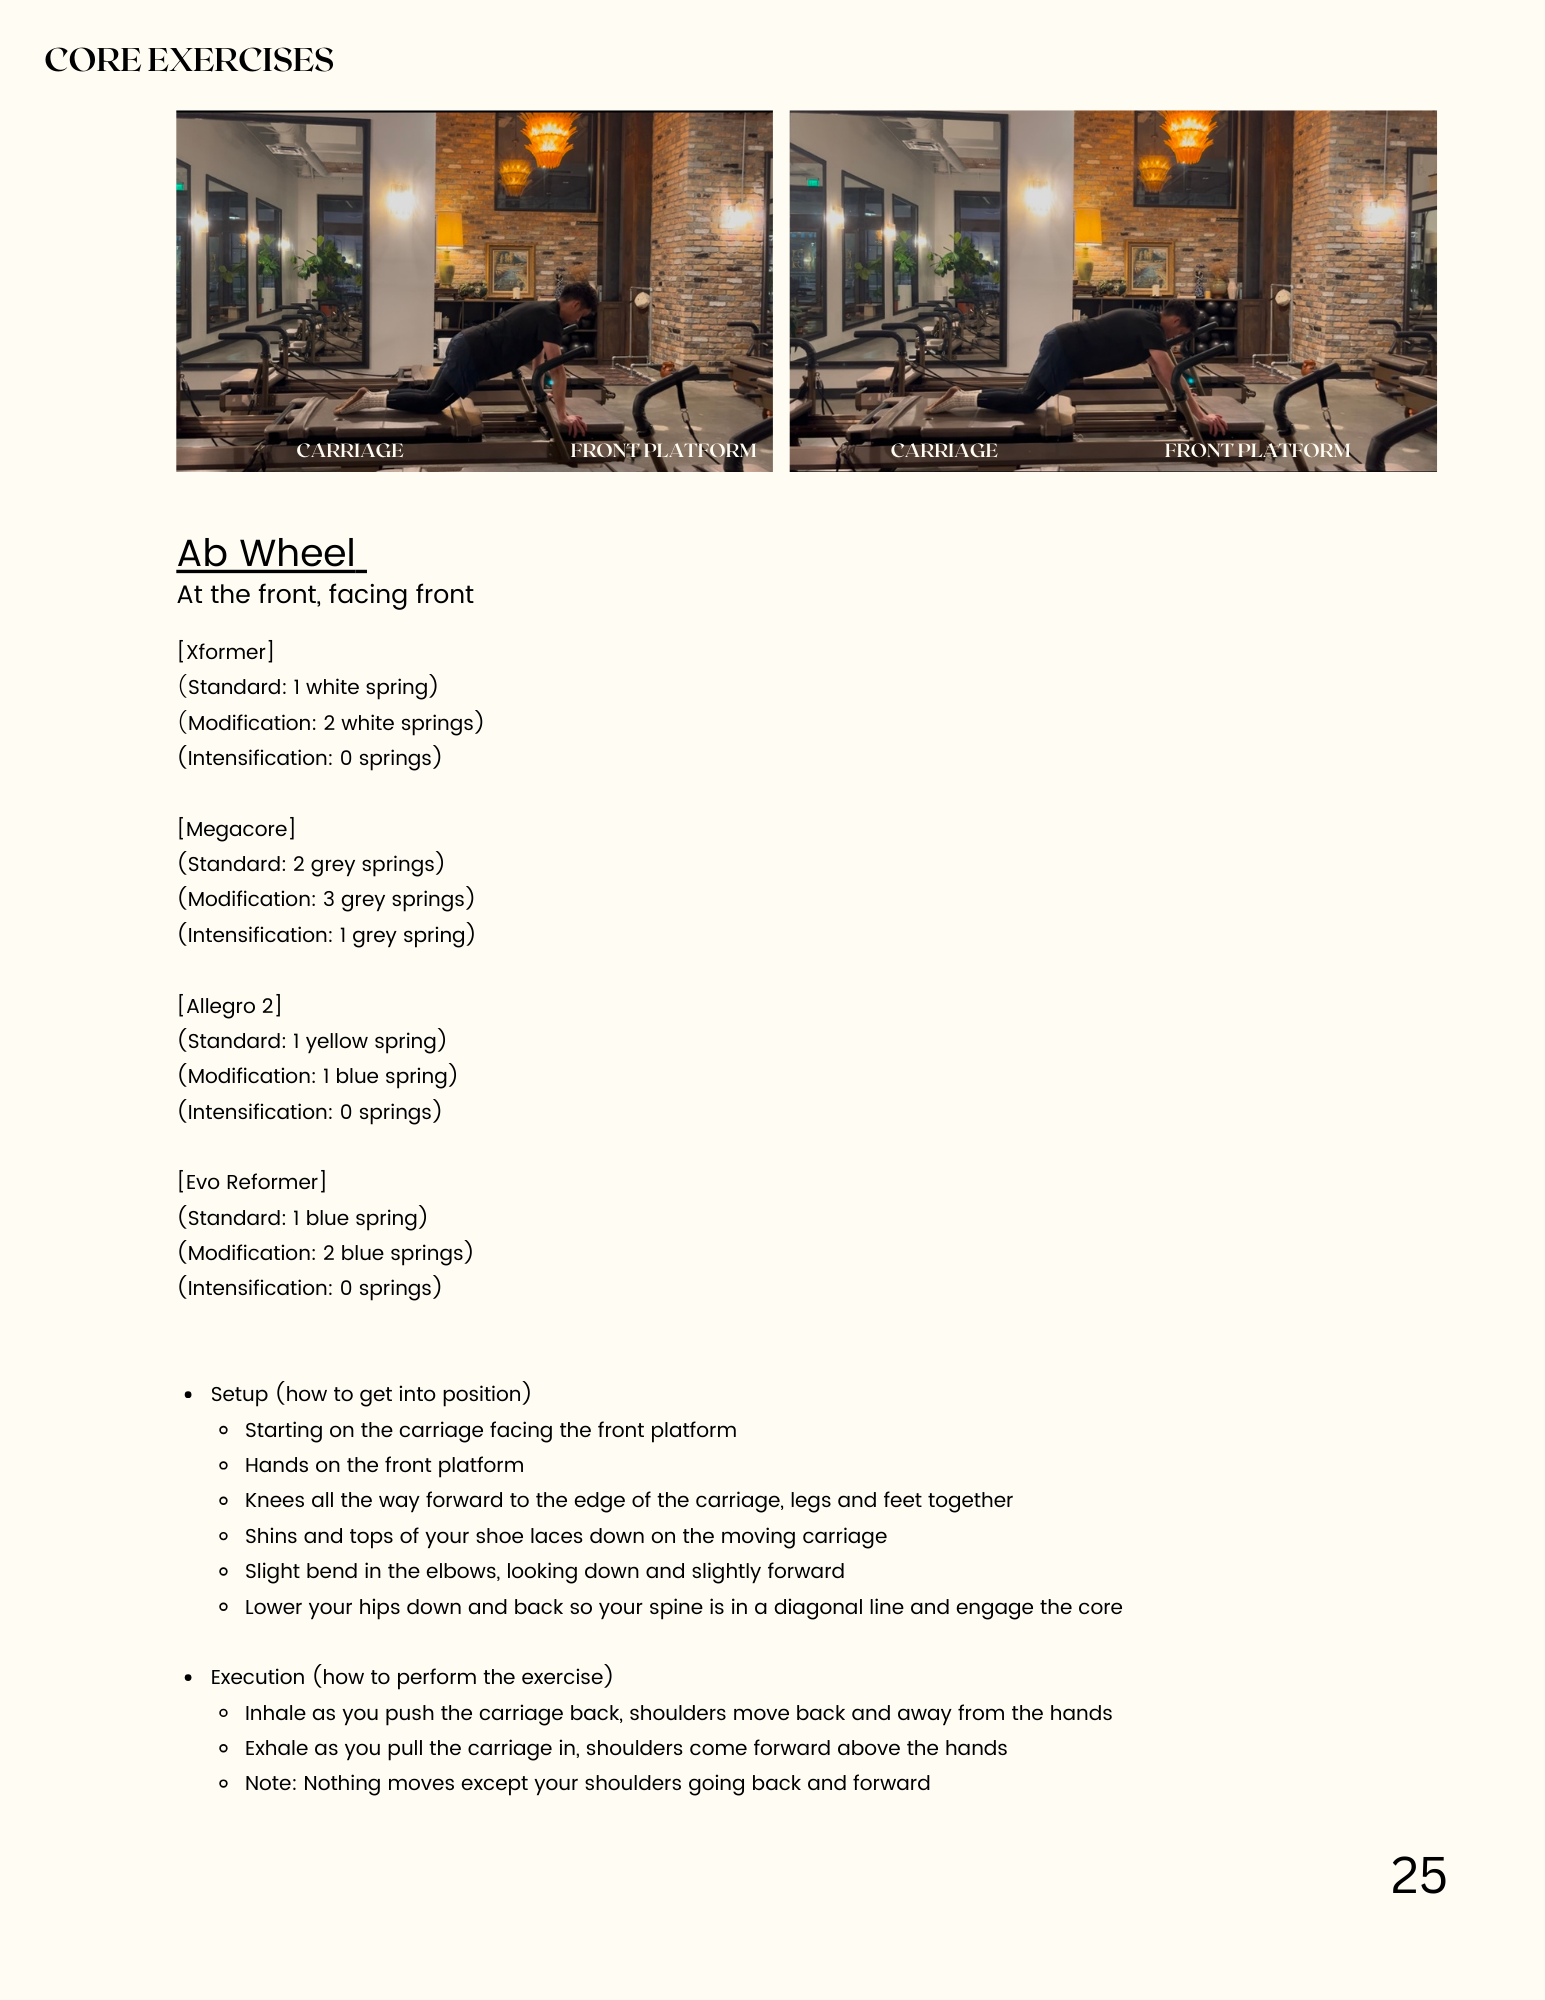 CORE EXERCISES
CARRIAGE
FRONT PLATFORM
CARRIAGE
FRONT PLATFORM
Ab Wheel
At the front, facing front
[Xformer]
(Standard: 1 white spring)
(Modification: 2 white springs)
(Intensification: 0 springs)
[Megacore]
(Standard: 2 grey springs)
(Modification: 3 grey springs)
(Intensification: 1 grey spring)
[Allegro 2]
(Standard: 1 yellow spring)
(Modification: 1 blue spring)
(Intensification: 0 springs)
[Evo Reformer]
(Standard: 1 blue spring)
(Modification: 2 blue springs)
(Intensification: 0 springs)
• Setup (how to get into position)
◦ Starting on the carriage facing the front platform
◦ Hands on the front platform
◦ Knees all the way forward to the edge of the carriage, legs and feet together
◦ Shins and tops of your shoe laces down on the moving carriage
◦ Slight bend in the elbows, looking down and slightly forward
◦ Lower your hips down and back so your spine is in a diagonal line and engage the core
• Execution (how to perform the exercise)
◦ Inhale as you push the carriage back, shoulders move back and away from the hands
◦ Exhale as you pull the carriage in, shoulders come forward above the hands
◦ Note: Nothing moves except your shoulders going back and forward
25